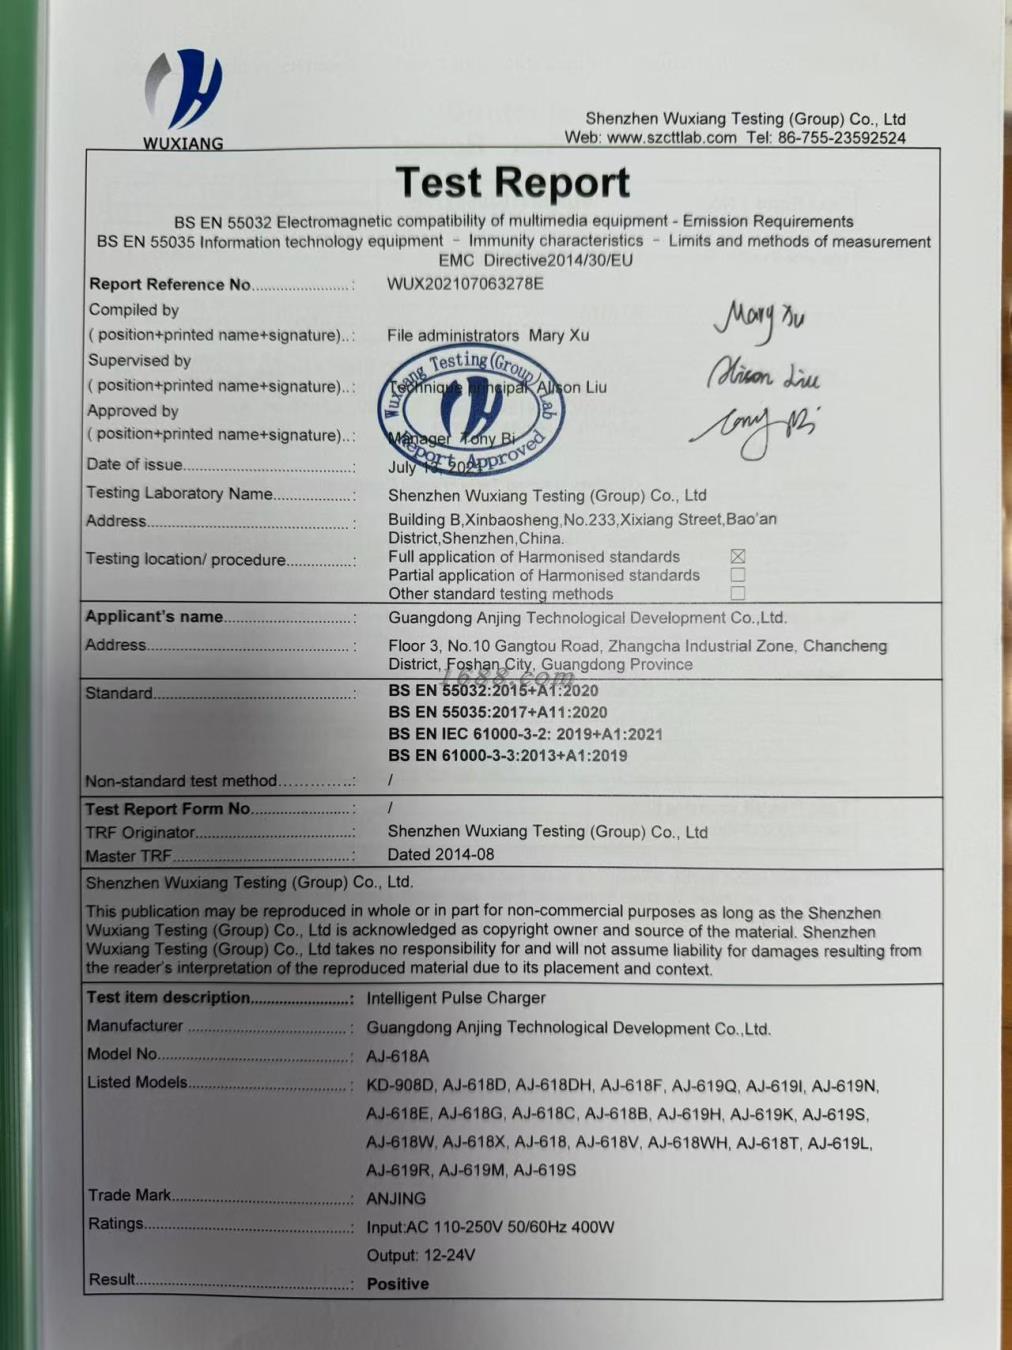 WUXIANG
Shenzhen Wuxiang Testing (Group) Co., Ltd
Web: www.szcttlab.com Tel: 86-755-23592524
Test Report
BS EN 55032 Electromagnetic compatibility of multimedia equipment - Emission Requirements
BS EN 55035 Information technology equipment － Immunity characteristics － Limits and methods of measurement
EMC Directive2014/30/EU
Report Reference No........................: WUX202107063278E
Compiled by
( position+printed name+signature)..: File administrators Mary Xu
Mary Xu
Supervised by
( position+printed name+signature)..: Technique principal Alison Liu
Alison Liu
Approved by
( position+printed name+signature)..: Manager Tony Bi
Tony Bi
Wuxiang Testing(Group) Lab
Report Approved
Date of issue..........................................: July 13, 2021
Testing Laboratory Name....................: Shenzhen Wuxiang Testing (Group) Co., Ltd
Address...................................................: Building B,Xinbaosheng,No.233,Xixiang Street,Bao'an
District,Shenzhen,China.
Testing location/ procedure.................: Full application of Harmonised standards ☒
Partial application of Harmonised standards ☐
Other standard testing methods ☐
Applicant's name................................: Guangdong Anjing Technological Development Co.,Ltd.
Address...................................................: Floor 3, No.10 Gangtou Road, Zhangcha Industrial Zone, Chancheng
District, Foshan City, Guangdong Province
1688.com
Standard..................................................: BS EN 55032:2015+A1:2020
BS EN 55035:2017+A11:2020
BS EN IEC 61000-3-2: 2019+A1:2021
BS EN 61000-3-3:2013+A1:2019
Non-standard test method..............: /
Test Report Form No.........................: /
TRF Originator.......................................: Shenzhen Wuxiang Testing (Group) Co., Ltd
Master TRF............................................: Dated 2014-08
Shenzhen Wuxiang Testing (Group) Co., Ltd.
This publication may be reproduced in whole or in part for non-commercial purposes as long as the Shenzhen
Wuxiang Testing (Group) Co., Ltd is acknowledged as copyright owner and source of the material. Shenzhen
Wuxiang Testing (Group) Co., Ltd takes no responsibility for and will not assume liability for damages resulting from
the reader's interpretation of the reproduced material due to its placement and context.
Test item description........................: Intelligent Pulse Charger
Manufacturer .......................................: Guangdong Anjing Technological Development Co.,Ltd.
Model No...............................................: AJ-618A
Listed Models........................................: KD-908D, AJ-618D, AJ-618DH, AJ-618F, AJ-619Q, AJ-619I, AJ-619N,
AJ-618E, AJ-618G, AJ-618C, AJ-618B, AJ-619H, AJ-619K, AJ-619S,
AJ-618W, AJ-618X, AJ-618, AJ-618V, AJ-618WH, AJ-618T, AJ-619L,
AJ-619R, AJ-619M, AJ-619S
Trade Mark............................................: ANJING
Ratings...................................................: Input:AC 110-250V 50/60Hz 400W
Output: 12-24V
Result.....................................................: Positive